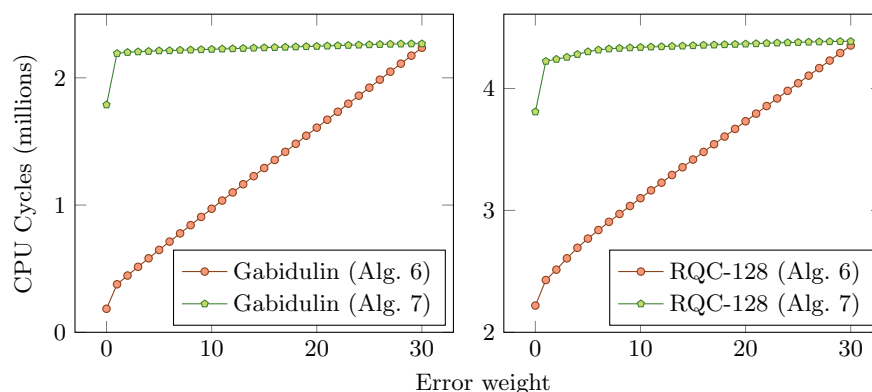 CPU Cycles (millions)
2
1
0
0
10
20
30
Gabidulin (Alg. 6)
Gabidulin (Alg. 7)
4
3
2
0
10
20
30
RQC-128 (Alg. 6)
RQC-128 (Alg. 7)
Error weight